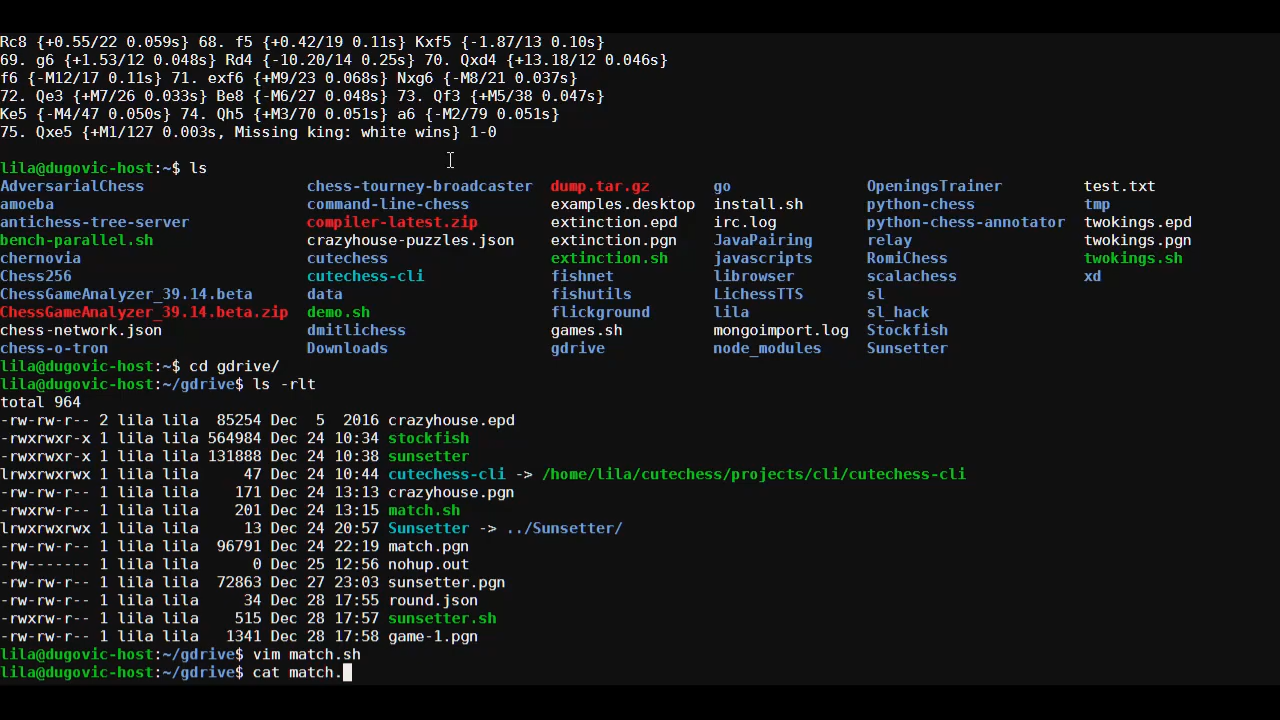 Rc8 {+0.55/22 0.059s} 68. f5 {+0.42/19 0.11s} Kxf5 {-1.87/13 0.10s}
69. g6 {+1.53/12 0.048s} Rd4 {-10.20/14 0.25s} 70. Qxd4 {+13.18/12 0.046s}
f6 {-M12/17 0.11s} 71. exf6 {+M9/23 0.068s} Nxg6 {-M8/21 0.037s}
72. Qe3 {+M7/26 0.033s} Be8 {-M6/27 0.048s} 73. Qf3 {+M5/38 0.047s}
Ke5 {-M4/47 0.050s} 74. Qh5 {+M3/70 0.051s} a6 {-M2/79 0.051s}
75. Qxe5 {+M1/127 0.003s, Missing king: white wins} 1-0
lila@dugovic-host:~$ ls
AdversarialChess chess-tourney-broadcaster dump.tar.gz go OpeningsTrainer test.txt
amoeba command-line-chess examples.desktop install.sh python-chess tmp
antichess-tree-server compiler-latest.zip extinction.epd irc.log python-chess-annotator twokings.epd
bench-parallel.sh crazyhouse-puzzles.json extinction.pgn JavaPairing relay twokings.pgn
chernovia cutechess extinction.sh javascripts RomiChess twokings.sh
Chess256 cutechess-cli fishnet librowser scalachess xd
ChessGameAnalyzer_39.14.beta data fishutils LichessTTS sl
ChessGameAnalyzer_39.14.beta.zip demo.sh flickground lila sl_hack
chess-network.json dmitlichess games.sh mongoimport.log Stockfish
chess-o-tron Downloads gdrive node_modules Sunsetter
lila@dugovic-host:~$ cd gdrive/
lila@dugovic-host:~/gdrive$ ls -rlt
total 964
-rw-rw-r-- 2 lila lila 85254 Dec 5 2016 crazyhouse.epd
-rwxrwxr-x 1 lila lila 564984 Dec 24 10:34 stockfish
-rwxrwxr-x 1 lila lila 131888 Dec 24 10:38 sunsetter
lrwxrwxrwx 1 lila lila 47 Dec 24 10:44 cutechess-cli -> /home/lila/cutechess/projects/cli/cutechess-cli
-rw-rw-r-- 1 lila lila 171 Dec 24 13:13 crazyhouse.pgn
-rwxrw-r-- 1 lila lila 201 Dec 24 13:15 match.sh
lrwxrwxrwx 1 lila lila 13 Dec 24 20:57 Sunsetter -> ../Sunsetter/
-rw-rw-r-- 1 lila lila 96791 Dec 24 22:19 match.pgn
-rw------- 1 lila lila 0 Dec 25 12:56 nohup.out
-rw-rw-r-- 1 lila lila 72863 Dec 27 23:03 sunsetter.pgn
-rw-rw-r-- 1 lila lila 34 Dec 28 17:55 round.json
-rwxrw-r-- 1 lila lila 515 Dec 28 17:57 sunsetter.sh
-rw-rw-r-- 1 lila lila 1341 Dec 28 17:58 game-1.pgn
lila@dugovic-host:~/gdrive$ vim match.sh
lila@dugovic-host:~/gdrive$ cat match.